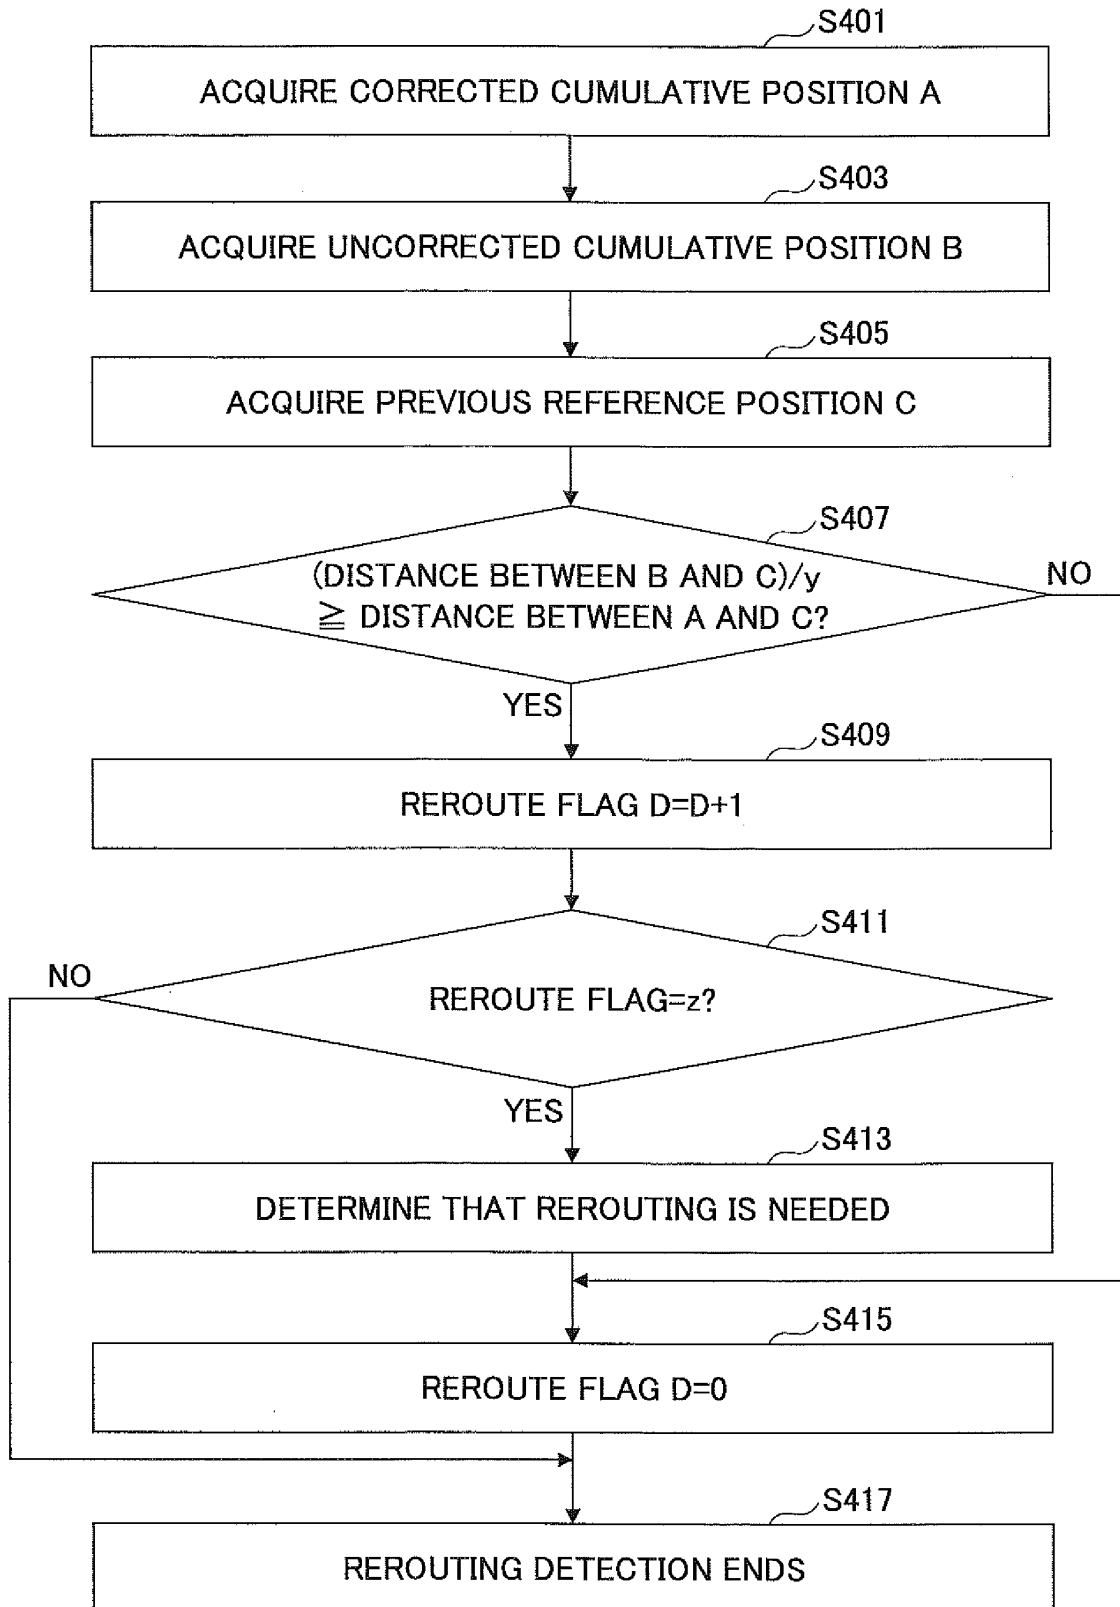 S401
ACQUIRE CORRECTED CUMULATIVE POSITION A
S403
ACQUIRE UNCORRECTED CUMULATIVE POSITION B
S405
ACQUIRE PREVIOUS REFERENCE POSITION C
S407
(DISTANCE BETWEEN B AND C)/y
≧ DISTANCE BETWEEN A AND C?
NO
YES
S409
REROUTE FLAG D=D+1
S411
NO
REROUTE FLAG=z?
YES
S413
DETERMINE THAT REROUTING IS NEEDED
S415
REROUTE FLAG D=0
S417
REROUTING DETECTION ENDS